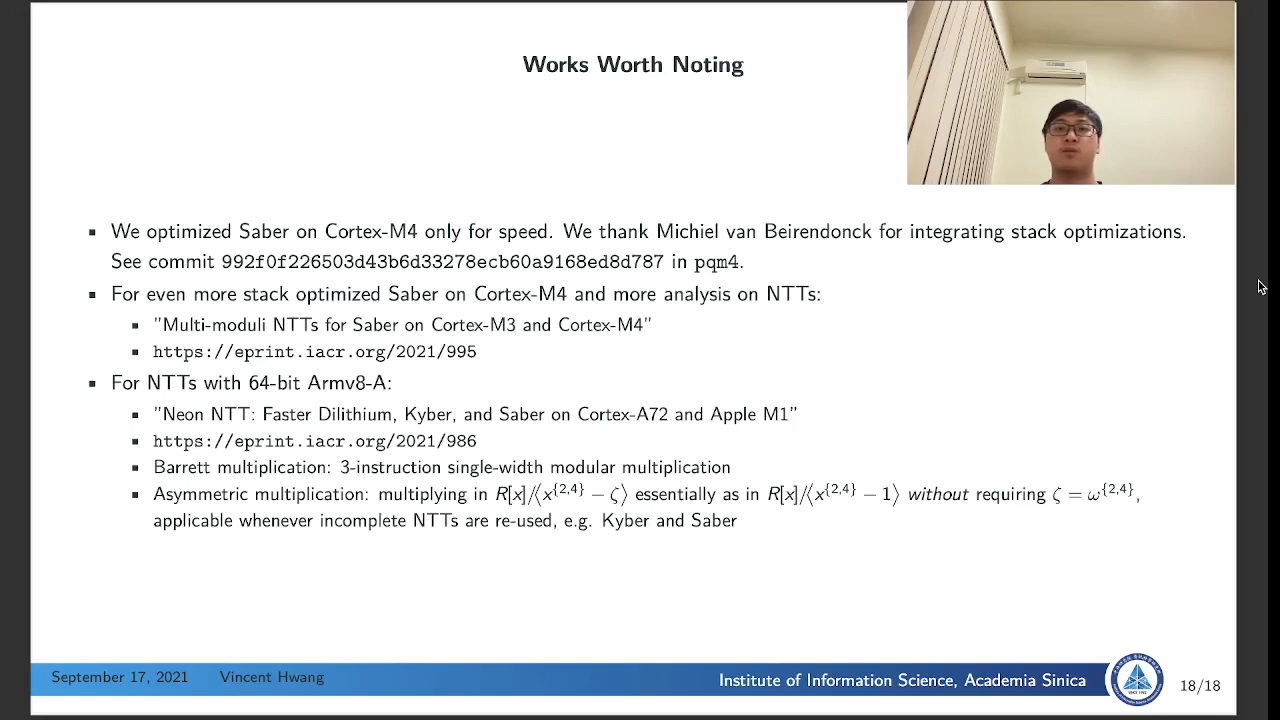 Works Worth Noting
▪ We optimized Saber on Cortex-M4 only for speed. We thank Michiel van Beirendonck for integrating stack optimizations.
See commit 992f0f226503d43b6d33278ecb60a9168ed8d787 in pqm4.
▪ For even more stack optimized Saber on Cortex-M4 and more analysis on NTTs:
▪ "Multi-moduli NTTs for Saber on Cortex-M3 and Cortex-M4"
▪ https://eprint.iacr.org/2021/995
▪ For NTTs with 64-bit Armv8-A:
▪ "Neon NTT: Faster Dilithium, Kyber, and Saber on Cortex-A72 and Apple M1"
▪ https://eprint.iacr.org/2021/986
▪ Barrett multiplication: 3-instruction single-width modular multiplication
▪ Asymmetric multiplication: multiplying in R[x]/⟨x^{2,4} − ζ⟩ essentially as in R[x]/⟨x^{2,4} − 1⟩ without requiring ζ = ω^{2,4},
applicable whenever incomplete NTTs are re-used, e.g. Kyber and Saber
September 17, 2021 Vincent Hwang Institute of Information Science, Academia Sinica 18/18